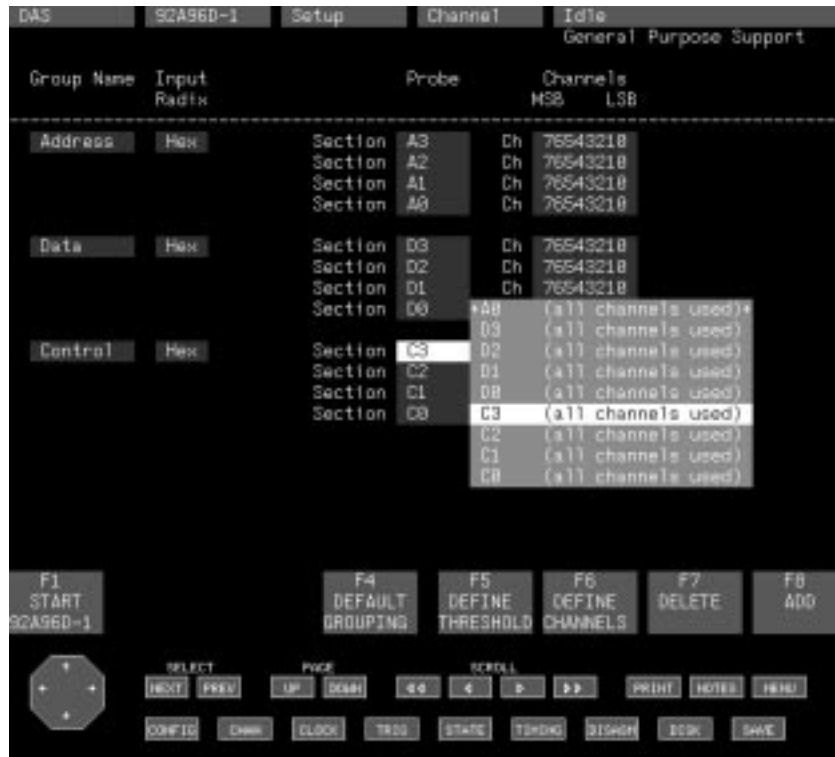 DAS 92A96D-1 Setup Channel Idle
General Purpose Support
Group Name Input Probe Channels
Radix MSB LSB
Address Hex Section A3 Ch 76543210
Section A2 Ch 76543210
Section A1 Ch 76543210
Section A0 Ch 76543210
Data Hex Section D3 Ch 76543210
Section D2 Ch 76543210
Section D1 Ch 76543210
Section D0 *A0 (all channels used)*
D3 (all channels used)
Control Hex Section C3 D2 (all channels used)
Section C2 D1 (all channels used)
Section C1 D0 (all channels used)
Section C0 C3 (all channels used)
C2 (all channels used)
C1 (all channels used)
C0 (all channels used)
F1 F4 F5 F6 F7 F8
START DEFAULT DEFINE DEFINE DELETE ADD
92A96D-1 GROUPING THRESHOLD CHANNELS
SELECT PAGE SCROLL
NEXT PREV UP DOWN PRINT NOTES MENU
CONFIG CHAN CLOCK TRIG STATE TIMING DISASM DISK SAVE